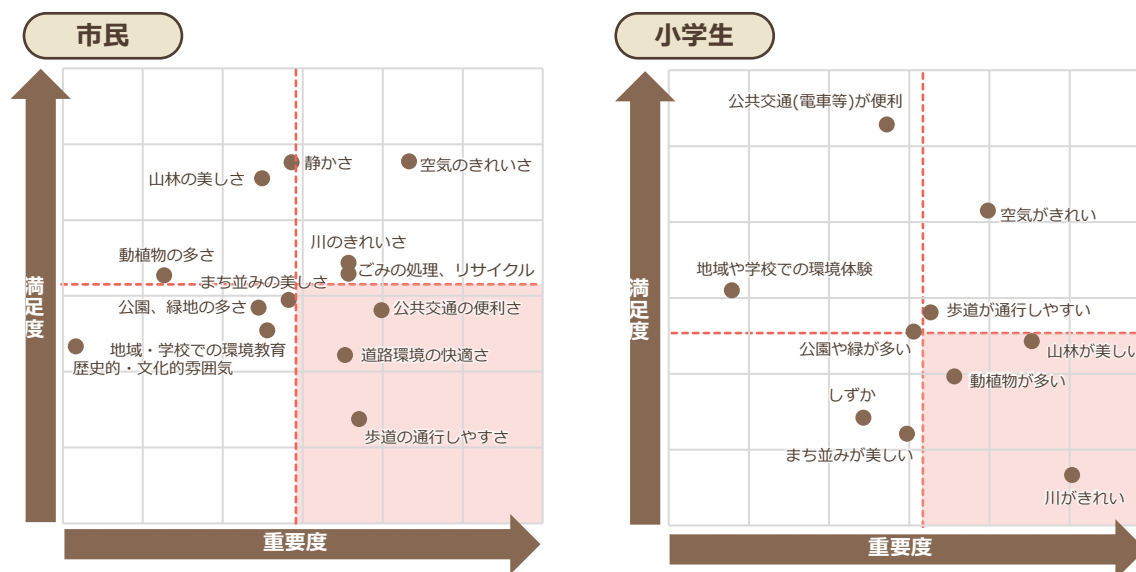 市民
静かさ
空気のきれいさ
山林の美しさ
川のきれいさ
動植物の多さ
ごみの処理、リサイクル
まち並みの美しさ
公園、緑地の多さ
公共交通の便利さ
地域・学校での環境教育
道路環境の快適さ
歴史的・文化的雰囲気
歩道の通行しやすさ
満足度
重要度
小学生
公共交通(電車等)が便利
空気がきれい
地域や学校での環境体験
歩道が通行しやすい
公園や緑が多い
山林が美しい
動植物が多い
しずか
まち並みが美しい
川がきれい
満足度
重要度